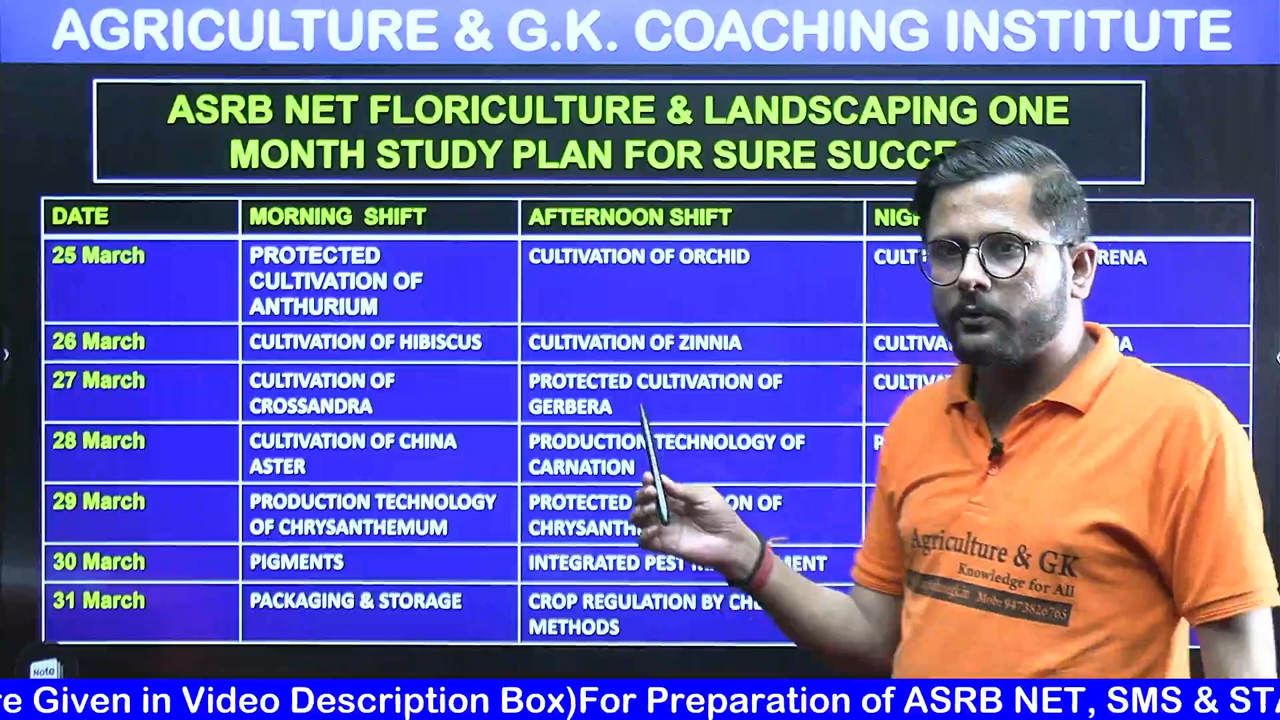 AGRICULTURE & G.K. COACHING INSTITUTE
ASRB NET FLORICULTURE & LANDSCAPING ONE
MONTH STUDY PLAN FOR SURE
DATE
MORNING SHIFT
AFTERNOON SHIFT
25 March
PROTECTED
CULTIVATION OF
ANTHURIUM
CULTIVATION OF ORCHID
26 March
CULTIVATION OF HIBISCUS
CULTIVATION OF ZINNIA
27 March
CULTIVATION OF
CROSSANDRA
PROTECTED CULTIVATION OF
GERBERA
28 March
CULTIVATION OF CHINA
ASTER
PRODUCTION TECHNOLOGY OF
CARNATION
29 March
PRODUCTION TECHNOLOGY
OF CHRYSANTHEMUM
PROTECTED OF
30 March
PIGMENTS
INTEGRATED PEST
31 March
PACKAGING & STORAGE
CROP REGULATION BY
METHODS
Agriculture & GK
Knowledge for All
Mob: 9473826765
Note
Given in Video Description Box)For Preparation of ASRB NET, SMS &